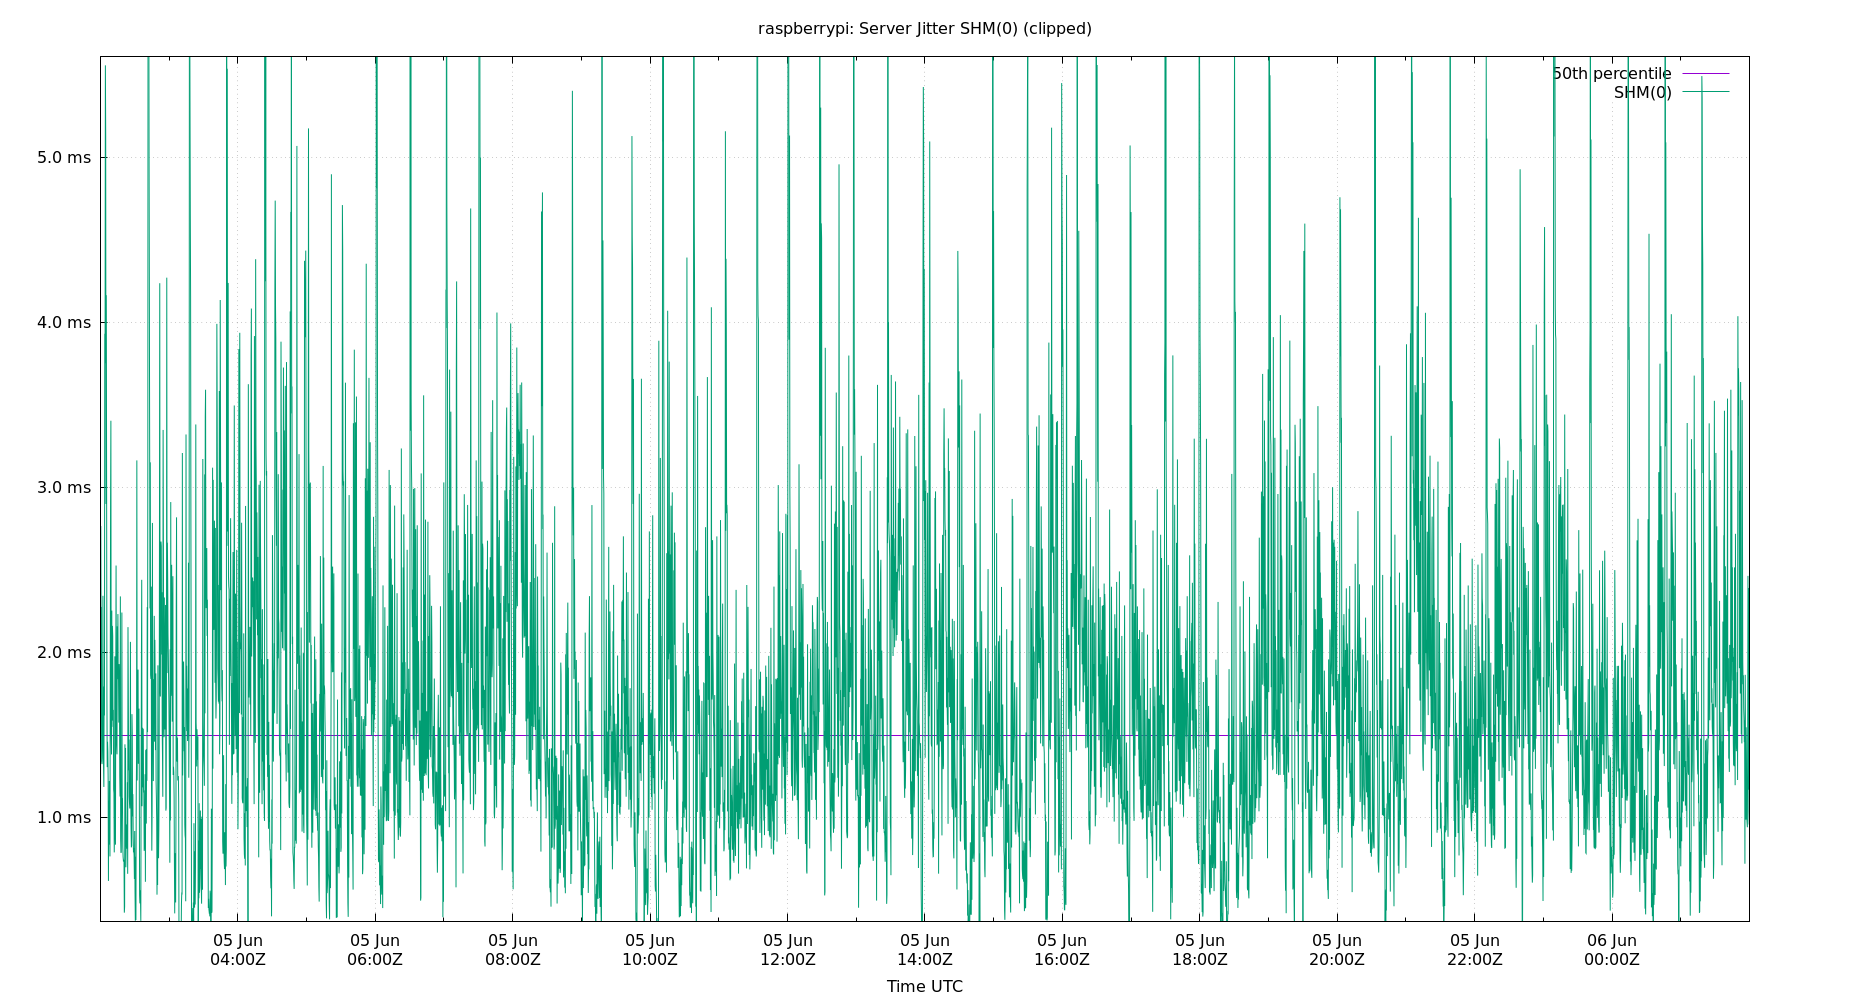 raspberrypi: Server Jitter SHM(0) (clipped)
50th percentile
SHM(0)
5.0 ms
4.0 ms
3.0 ms
2.0 ms
1.0 ms
05 Jun 05 Jun 05 Jun 05 Jun 05 Jun 05 Jun 05 Jun 05 Jun 05 Jun 05 Jun 06 Jun
04:00Z 06:00Z 08:00Z 10:00Z 12:00Z 14:00Z 16:00Z 18:00Z 20:00Z 22:00Z 00:00Z
Time UTC